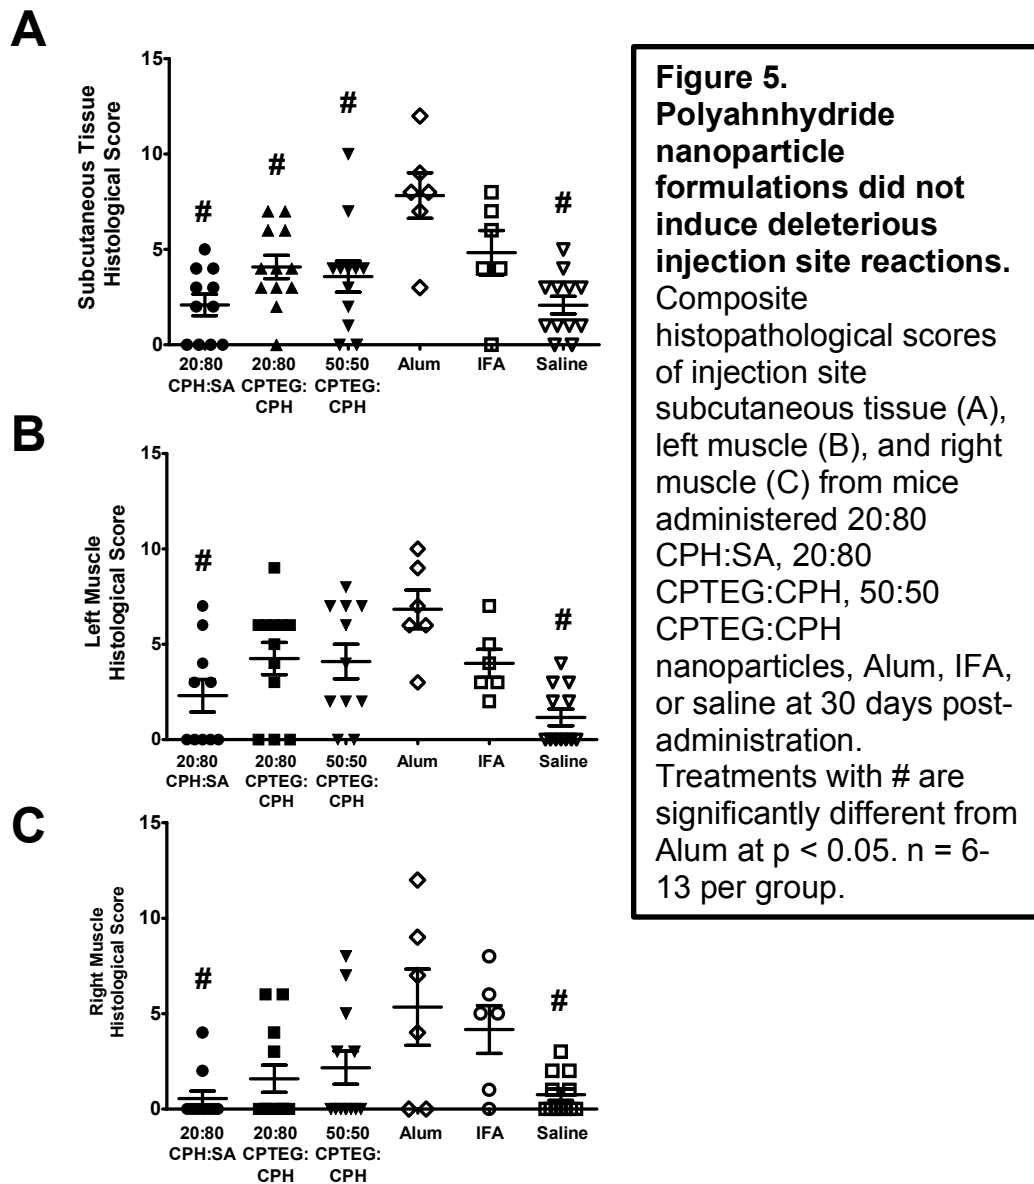 A
Subcutaneous Tissue
Histological Score
15
10
5
0
#
#
#
#
20:80
CPH:SA
20:80
CPTEG:
CPH
50:50
CPTEG:
CPH
Alum
IFA
Saline
B
Left Muscle
Histological Score
15
10
5
0
#
#
20:80
CPH:SA
20:80
CPTEG:
CPH
50:50
CPTEG:
CPH
Alum
IFA
Saline
C
Right Muscle
Histological Score
15
10
5
0
#
#
20:80
CPH:SA
20:80
CPTEG:
CPH
50:50
CPTEG:
CPH
Alum
IFA
Saline
Figure 5.
Polyahnhydride
nanoparticle
formulations did not
induce deleterious
injection site reactions.
Composite
histopathological scores
of injection site
subcutaneous tissue (A),
left muscle (B), and right
muscle (C) from mice
administered 20:80
CPH:SA, 20:80
CPTEG:CPH, 50:50
CPTEG:CPH
nanoparticles, Alum, IFA,
or saline at 30 days post-
administration.
Treatments with # are
significantly different from
Alum at p < 0.05. n = 6-
13 per group.